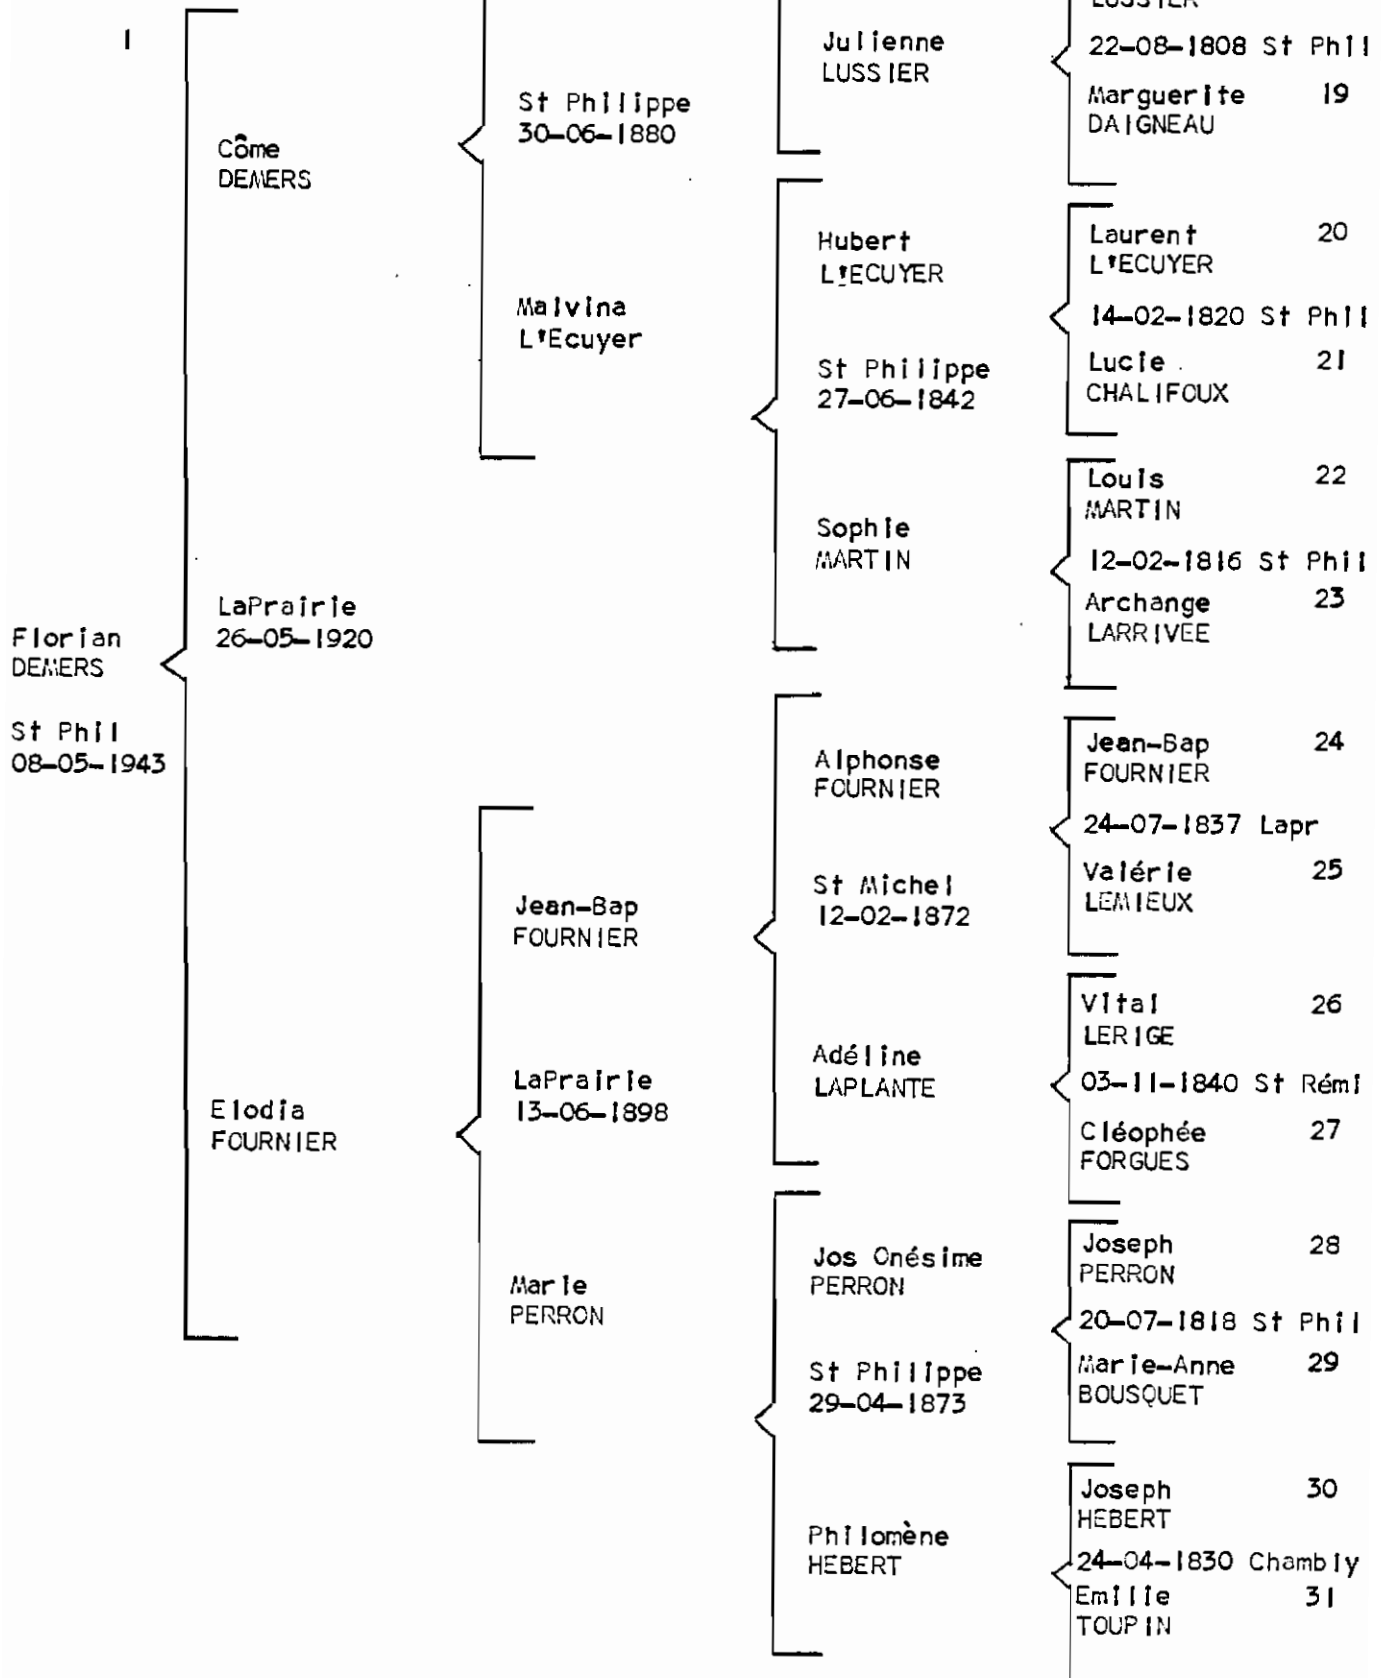 1
Florian
DEMERS
St Phil
08-05-1943
Côme
DEMERS
LaPrairie
26-05-1920
Elodia
FOURNIER
St Philippe
30-06-1880
Malvina
L'Ecuyer
Jean-Bap
FOURNIER
LaPrairie
13-06-1898
Marie
PERRON
Julienne
LUSSIER
Hubert
L'ECUYER
St Philippe
27-06-1842
Sophie
MARTIN
Alphonse
FOURNIER
St Michel
12-02-1872
Adéline
LAPLANTE
Jos Onésime
PERRON
St Philippe
29-04-1873
Philomène
HEBERT
LUSSIER
22-08-1808 St Phil
Marguerite 19
DAIGNEAU
Laurent 20
L'ECUYER
14-02-1820 St Phil
Lucie 21
CHALIFOUX
Louis 22
MARTIN
12-02-1816 St Phil
Archange 23
LARRIVEE
Jean-Bap 24
FOURNIER
24-07-1837 Lapr
Valérie 25
LEMIEUX
Vital 26
LERIGE
03-11-1840 St Rémi
Cléophée 27
FORGUES
Joseph 28
PERRON
20-07-1818 St Phil
Marie-Anne 29
BOUSQUET
Joseph 30
HEBERT
24-04-1830 Chambly
Emilie 31
TOUPIN